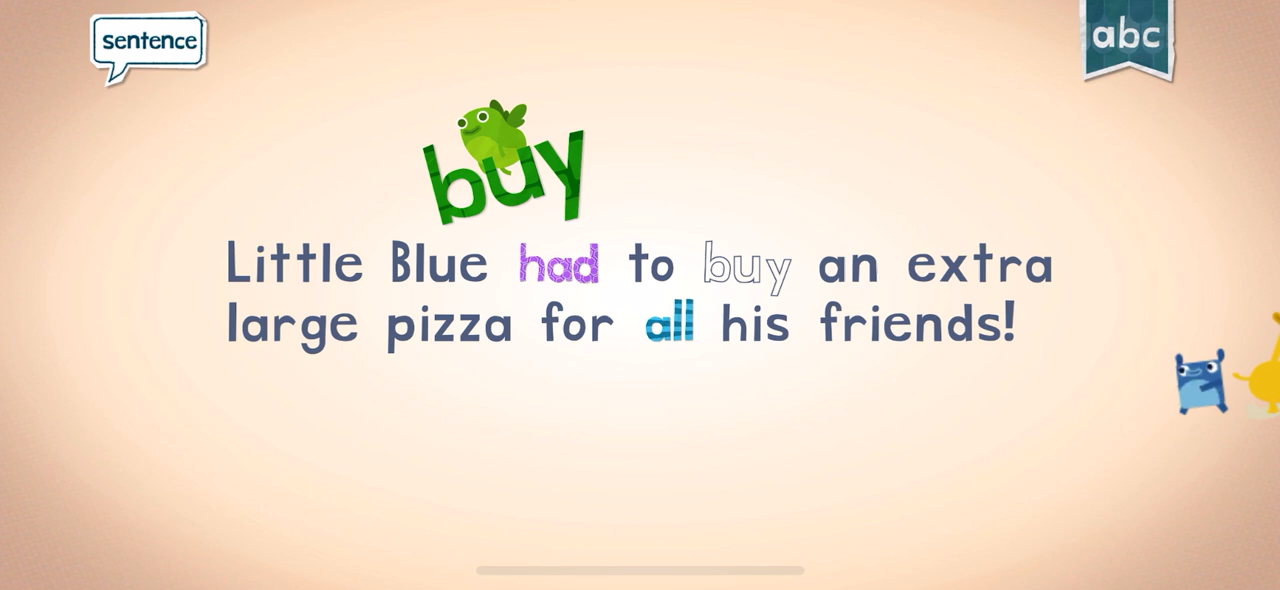 sentence
abc
buy
Little Blue had to buy an extra
large pizza for all his friends!